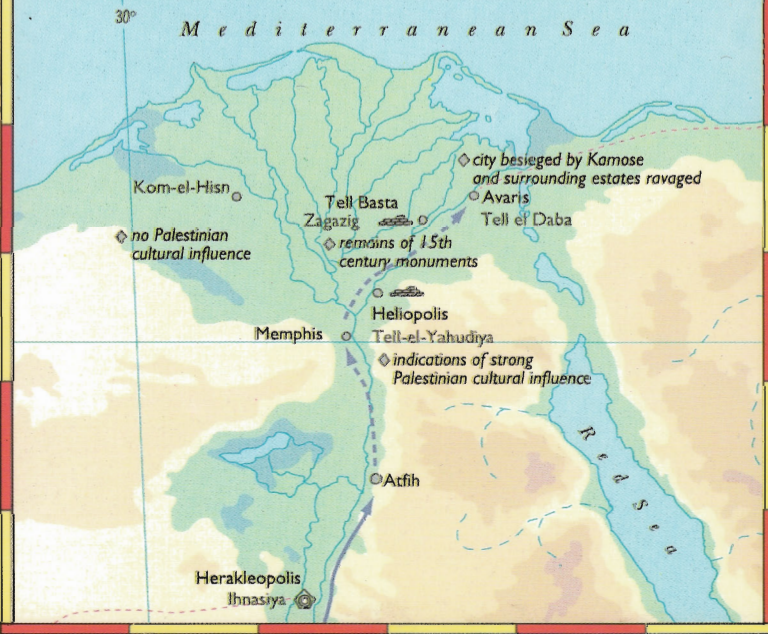 30°
Mediterranean Sea
city besieged by Kamose
and surrounding estates ravaged
Kom-el-Hisn
Avaris
Tell el Daba
Tell Basta
Zagazig
no Palestinian
cultural influence
remains of 15th
century monuments
Heliopolis
Tell-el-Yahudiya
Memphis
indications of strong
Palestinian cultural influence
Red Sea
Atfih
Herakleopolis
Ihnasiya